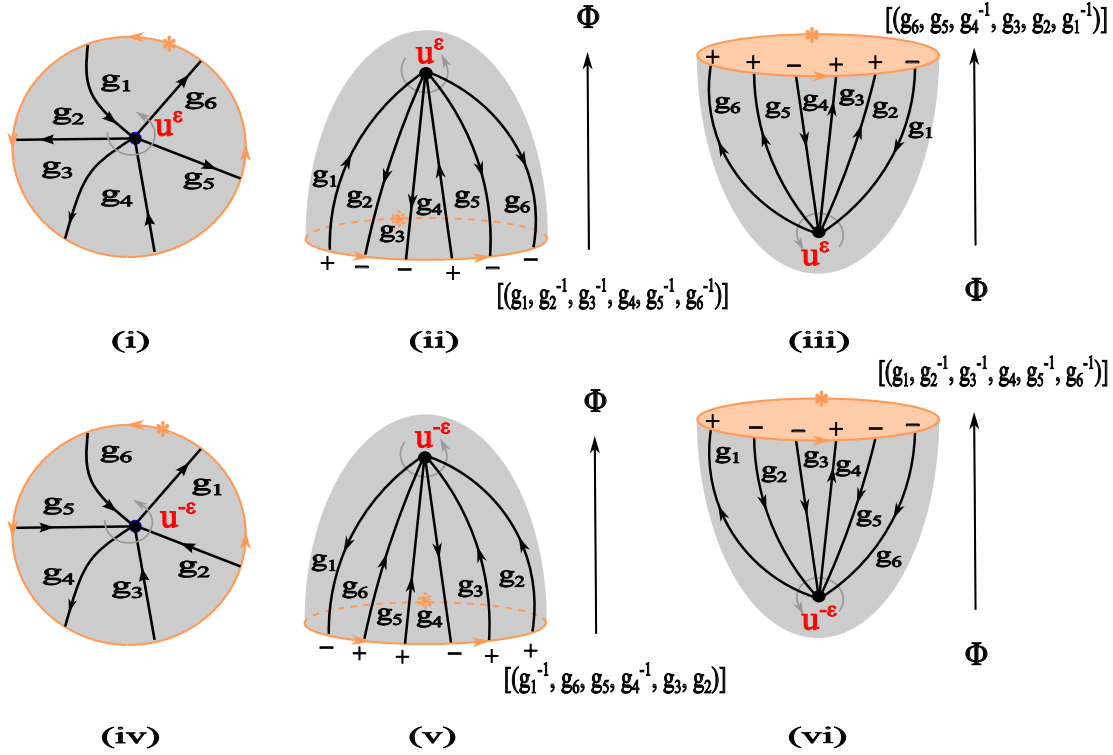 g₁
g₆
uᵋ
g₂
g₃
g₅
g₄
(i)
Φ
uᵋ
g₁
g₂
g₃
g₄
g₅
g₆
+ − − + − −
[(g₁, g₂⁻¹, g₃⁻¹, g₄, g₅⁻¹, g₆⁻¹)]
(ii)
[(g₆, g₅, g₄⁻¹, g₃, g₂, g₁⁻¹)]
*
+ + − + + −
g₆
g₅
g₄
g₃
g₂
g₁
uᵋ
Φ
(iii)
g₆
g₁
g₅
u⁻ᵋ
g₂
g₄
g₃
(iv)
Φ
u⁻ᵋ
g₁
g₆
g₅
g₄
g₃
g₂
− + + − + +
[(g₁⁻¹, g₆, g₅, g₄⁻¹, g₃, g₂)]
(v)
[(g₁, g₂⁻¹, g₃⁻¹, g₄, g₅⁻¹, g₆⁻¹)]
*
+ − − + − −
g₁
g₂
g₃
g₄
g₅
g₆
u⁻ᵋ
Φ
(vi)